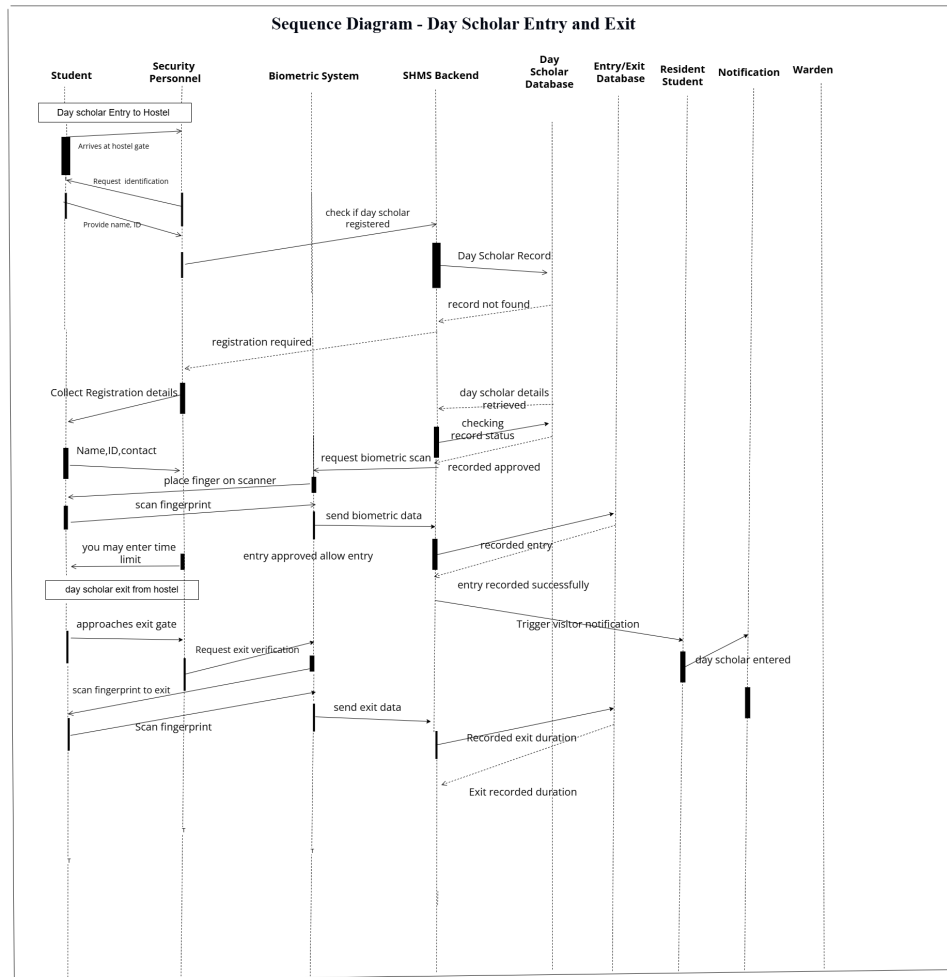 Sequence Diagram - Day Scholar Entry and Exit
Student
Security
Personnel
Biometric System
SHMS Backend
Day
Scholar
Database
Entry/Exit
Database
Resident
Student
Notification
Warden
Day scholar Entry to Hostel
Arrives at hostel gate
Request identification
Provide name, ID
check if day scholar
registered
Day Scholar Record
record not found
registration required
Collect Registration details
day scholar details
retrieved
checking
record status
Name,ID,contact
request biometric scan
recorded approved
place finger on scanner
scan fingerprint
send biometric data
you may enter time
limit
entry approved allow entry
recorded entry
day scholar exit from hostel
entry recorded successfully
approaches exit gate
Trigger visitor notification
Request exit verification
day scholar entered
scan fingerprint to exit
send exit data
Scan fingerprint
Recorded exit duration
Exit recorded duration